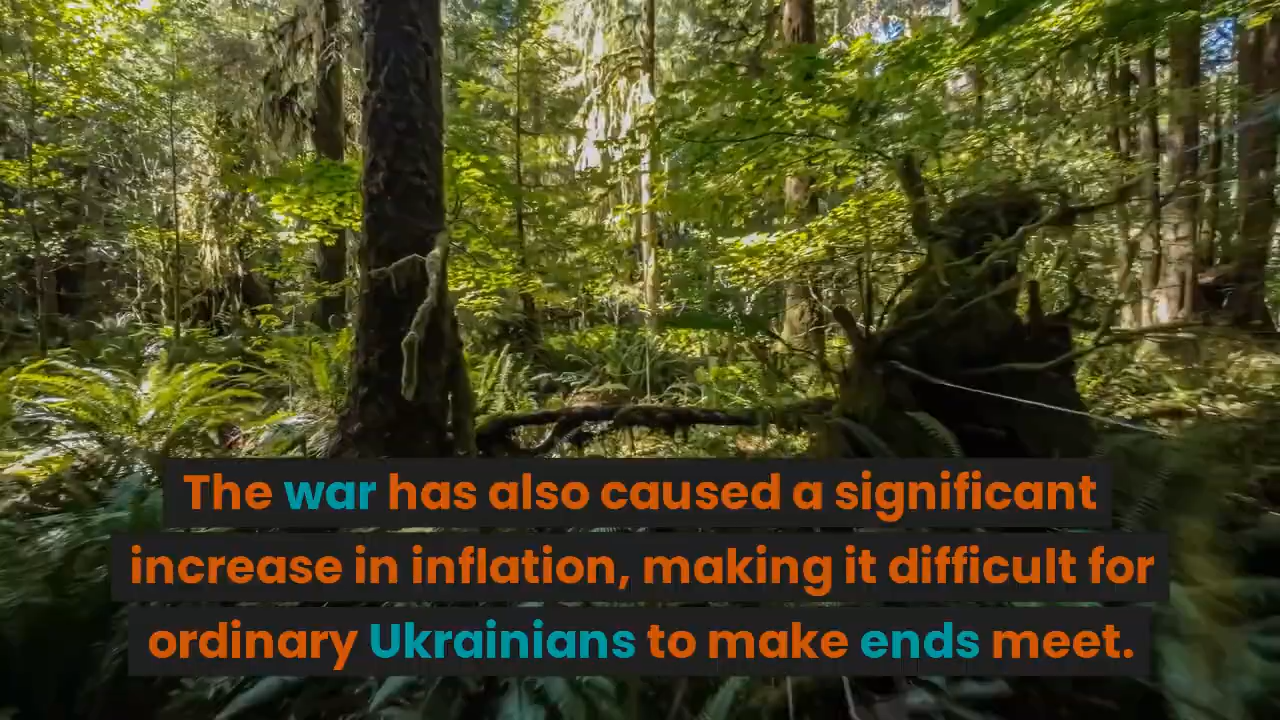 The war has also caused a significant
increase in inflation, making it difficult for
ordinary Ukrainians to make ends meet.